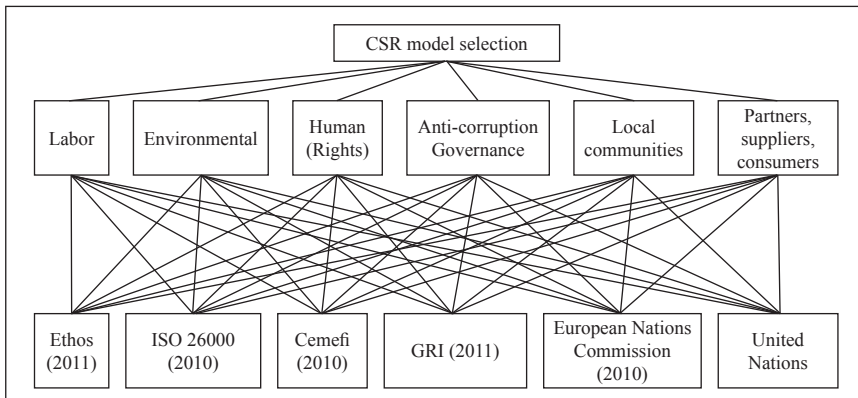 CSR model selection
Labor
Environmental
Human
(Rights)
Anti-corruption
Governance
Local
communities
Partners,
suppliers,
consumers
Ethos
(2011)
ISO 26000
(2010)
Cemefi
(2010)
GRI (2011)
European Nations
Commission
(2010)
United
Nations